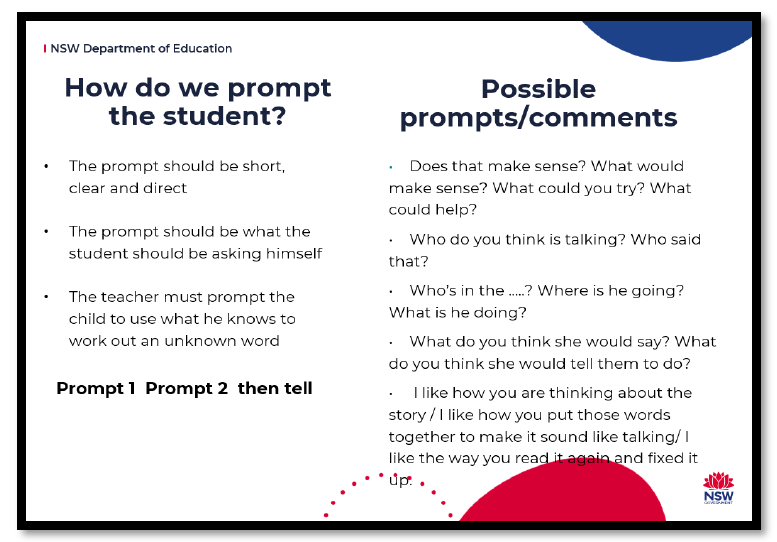 NSW Department of Education
How do we prompt
the student?
• The prompt should be short,
clear and direct
• The prompt should be what the
student should be asking himself
• The teacher must prompt the
child to use what he knows to
work out an unknown word
Prompt 1 Prompt 2 then tell
Possible
prompts/comments
• Does that make sense? What would
make sense? What could you try? What
could help?
• Who do you think is talking? Who said
that?
• Who's in the .....? Where is he going?
What is he doing?
• What do you think she would say? What
do you think she would tell them to do?
• I like how you are thinking about the
story / I like how you put those words
together to make it sound like talking/ I
like the way you read it again and fixed it
up.
NSW
GOVERNMENT